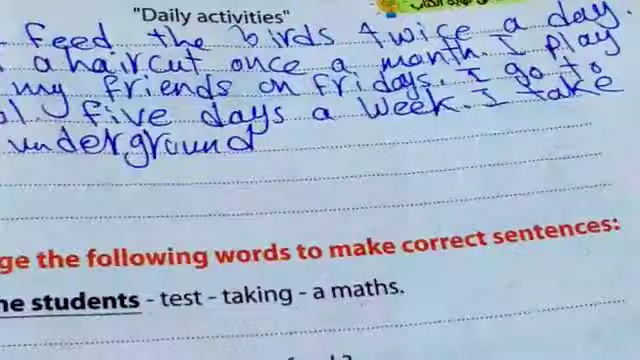 "Daily activities"
feed the birds twice a day.
a haircut once a month. I play
my friends on fridays. I go to
five days a week. I take
underground
ge the following words to make correct sentences:
he students - test - taking - a maths.